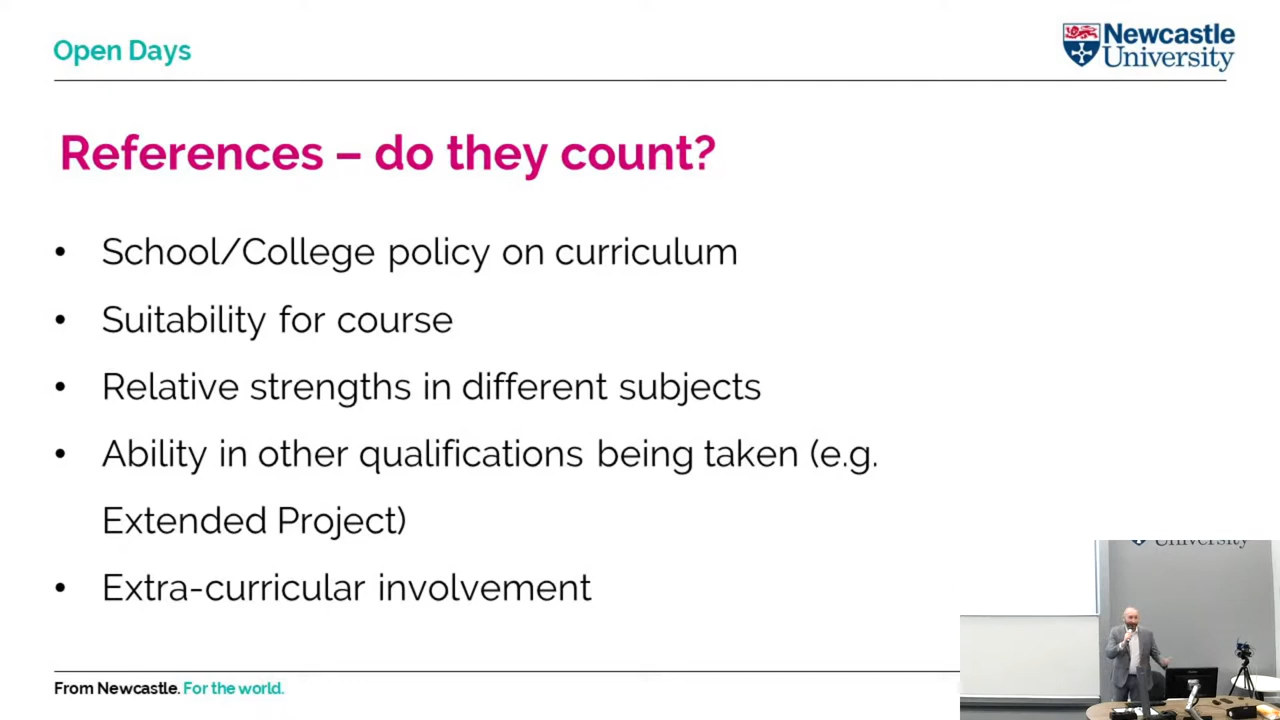 Open Days
Newcastle
University
References – do they count?
• School/College policy on curriculum
• Suitability for course
• Relative strengths in different subjects
• Ability in other qualifications being taken (e.g.
Extended Project)
• Extra-curricular involvement
University
From Newcastle. For the world.